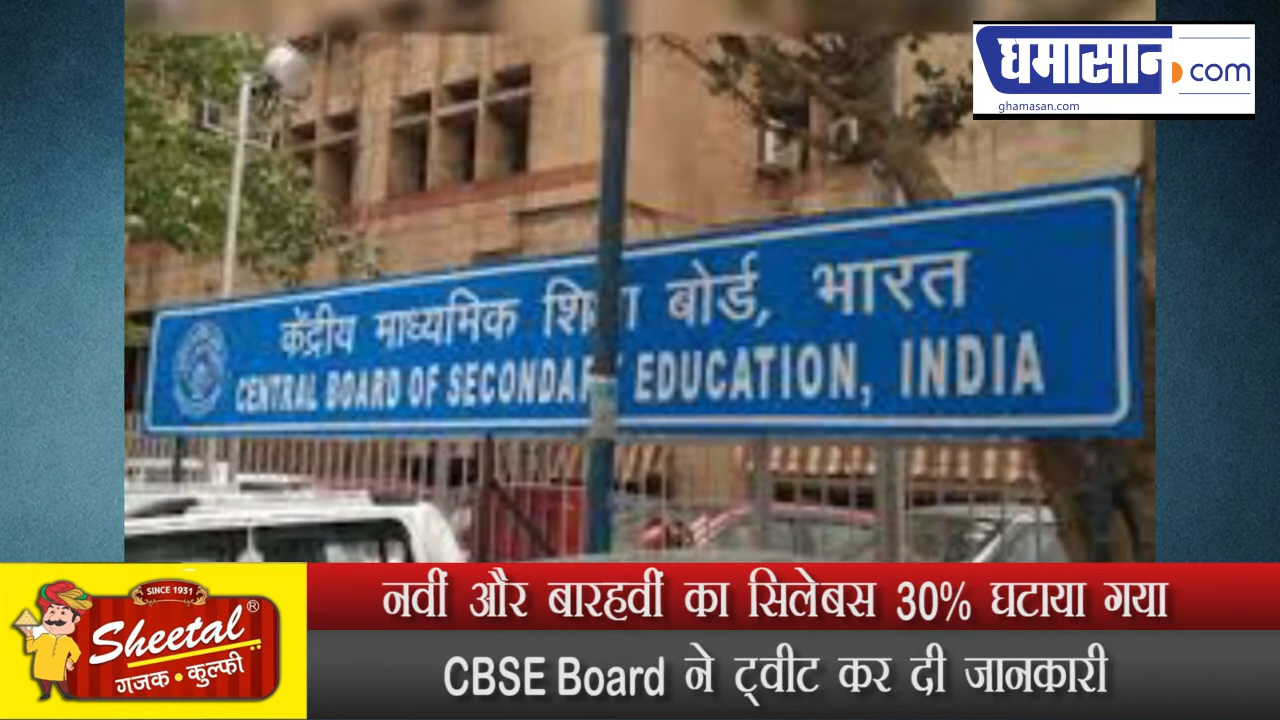 घमासान.com
ghamasan.com
केंद्रीय माध्यमिक बोर्ड, भारत
CENTRAL BOARD OF SECONDARY EDUCATION, INDIA
SINCE 1931
Sheetal®
गजक • कुल्फी
नवीं और बारहवीं का सिलेबस 30% घटाया गया
CBSE Board ने ट्वीट कर दी जानकारी